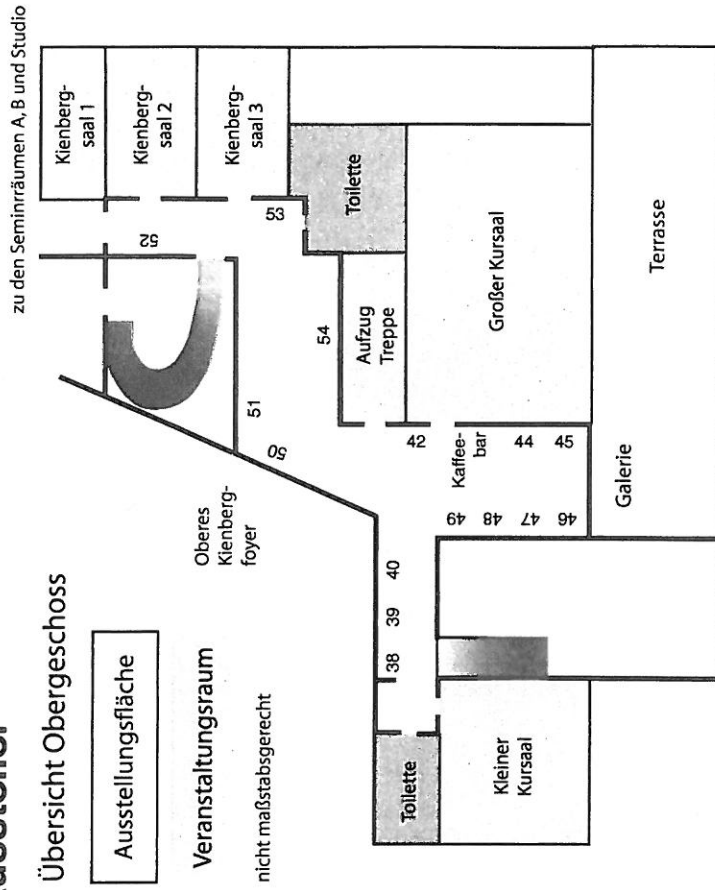 Übersicht Obergeschoss
Ausstellungsfläche
Veranstaltungsraum
nicht maßstabsgerecht
zu den Seminrräumen A, B und Studio
Kienberg-
saal 1
Kienberg-
saal 2
Kienberg-
saal 3
52
53
Toilette
51
50
54
Aufzug
Treppe
Großer Kursaal
Oberes
Kienberg-
foyer
42
Kaffee-
bar
44
45
49
48
47
46
38
39
40
Galerie
Terrasse
Toilette
Kleiner
Kursaal